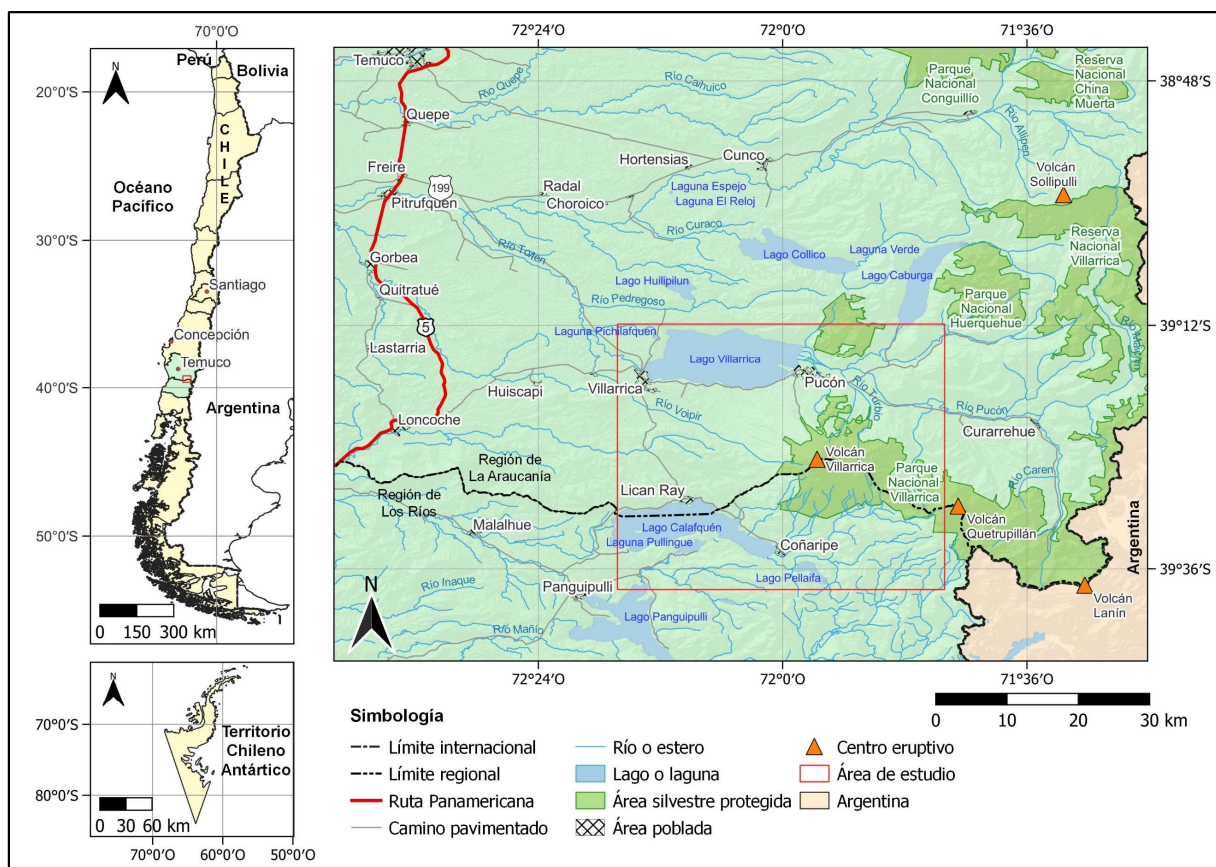 70°0'O
Perú
Bolivia
N
20°0'S
C
H
I
L
E
Océano
Pacífico
30°0'S
Santiago
Concepción
Temuco
40°0'S
Argentina
50°0'S
0 150 300 km
N
70°0'S
Territorio
Chileno
Antártico
80°0'S
0 30 60 km
70°0'O 60°0'O 50°0'O
72°24'O 72°0'O 71°36'O
Temuco
Río Quepe
Río Caihuico
Parque
Nacional
Conguillío
Reserva
Nacional
China
Muerta
38°48'S
Quepe
Río Allipen
Freire
Hortensias
Cunco
Volcán
Sollipulli
199
Radal
Laguna Espejo
Pitrufquén
Choroico
Laguna El Reloj
Río Curaco
Reserva
Nacional
Villarrica
Río Toltén
Gorbea
Lago Collico
Laguna Verde
Lago Caburga
Quitratué
Lago Huilipilun
Río Pedregoso
Parque
Nacional
Huerquehue
5
Laguna Pichilafquén
39°12'S
Lastarria
Lago Villarrica
Huiscapi
Villarrica
Pucón
Río Turbio
Río Voipir
Río Pucón
Loncoche
Curarrehue
Volcán
Villarrica
Región de
La Araucanía
Parque
Nacional
Villarrica
Río Caren
Región de
Los Ríos
Lican Ray
Volcán
Quetrupillán
Malalhue
Lago Calafquén
Laguna Pullingue
Coñaripe
Argentina
39°36'S
Río Inaque
Panguipulli
Lago Pellaifa
Volcán
Lanín
Río Mañío
Lago Panguipulli
N
72°24'O 72°0'O 71°36'O
0 10 20 30 km
Simbología
Límite internacional
Límite regional
Ruta Panamericana
Camino pavimentado
Río o estero
Lago o laguna
Área silvestre protegida
Área poblada
Centro eruptivo
Área de estudio
Argentina